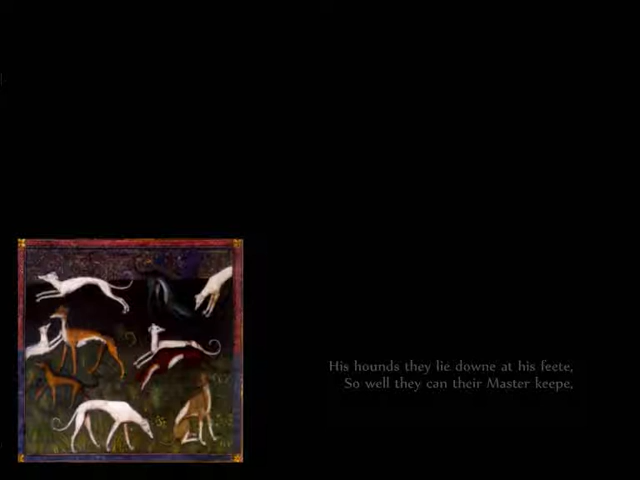 His hounds they lie downe at his feete,
So well they can their Master keepe,